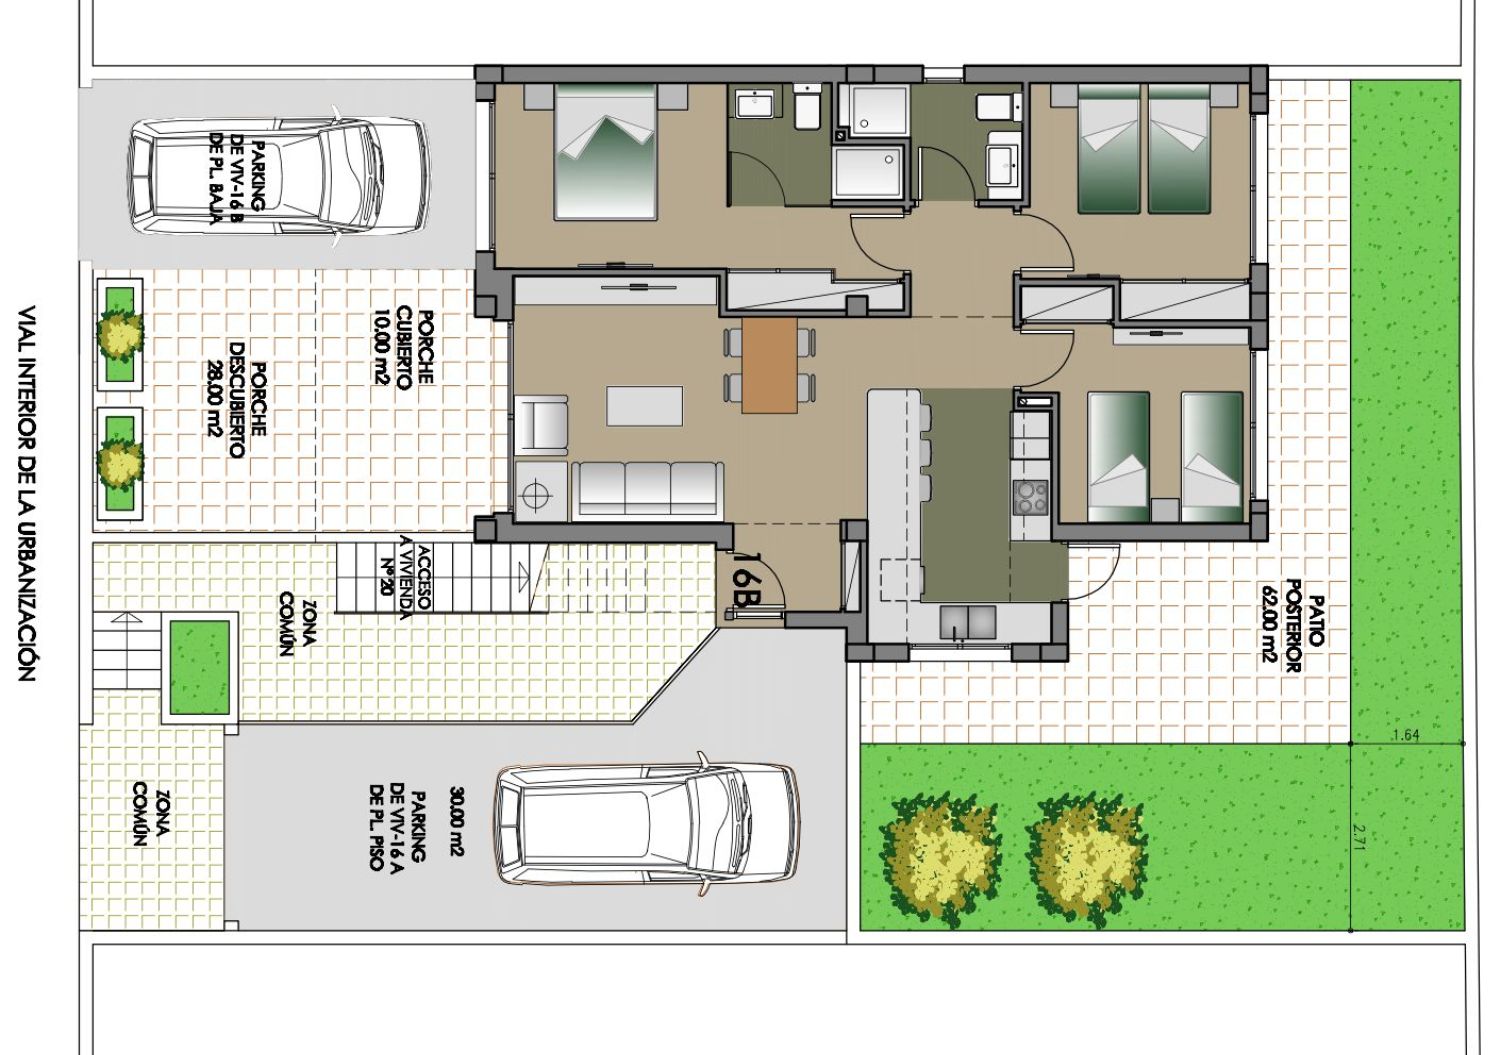 VIAL INTERIOR DE LA URBANIZACIÓN
PARKING
DE VIV-16 B
DE PL. BAJA
PORCHE
CUBIERTO
10.00 m2
PORCHE
DESCUBIERTO
28.00 m2
ACCESO
A VIVIENDA
Nº 20
ZONA
COMÚN
16B
PATIO
POSTERIOR
62.00 m2
1.64
2.71
ZONA
COMÚN
30.00 m2
PARKING
DE VIV-16 A
DE PL. PISO